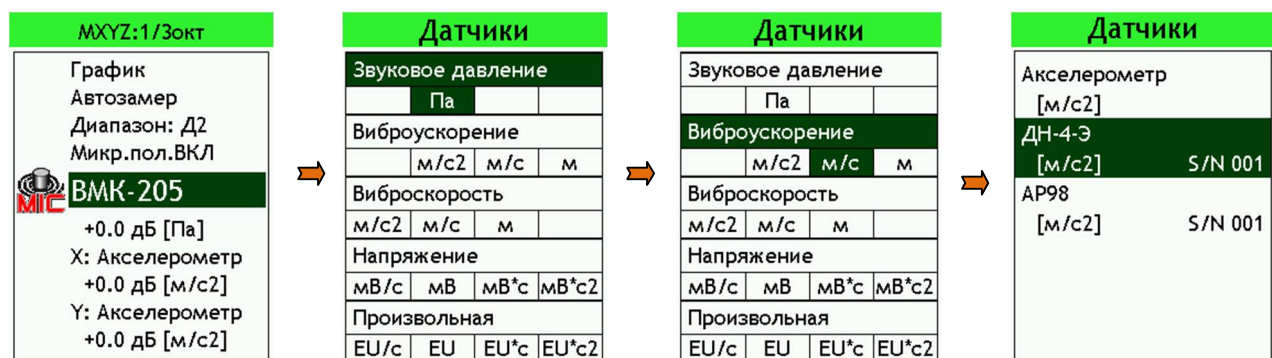 MXYZ:1/3окт
График
Автозамер
Диапазон: Д2
Микр.пол.ВКЛ
MIC
ВМК-205
+0.0 дБ [Па]
X: Акселерометр
+0.0 дБ [м/с2]
Y: Акселерометр
+0.0 дБ [м/с2]
Датчики
Звуковое давление
Па
Виброускорение
м/с2 м/с м
Виброскорость
м/с2 м/с м
Напряжение
мВ/с мВ мВ*с мВ*с2
Произвольная
EU/с EU EU*с EU*с2
Датчики
Звуковое давление
Па
Виброускорение
м/с2 м/с м
Виброскорость
м/с2 м/с м
Напряжение
мВ/с мВ мВ*с мВ*с2
Произвольная
EU/с EU EU*с EU*с2
Датчики
Акселерометр
[м/с2]
ДН-4-Э
[м/с2] S/N 001
АР98
[м/с2] S/N 001